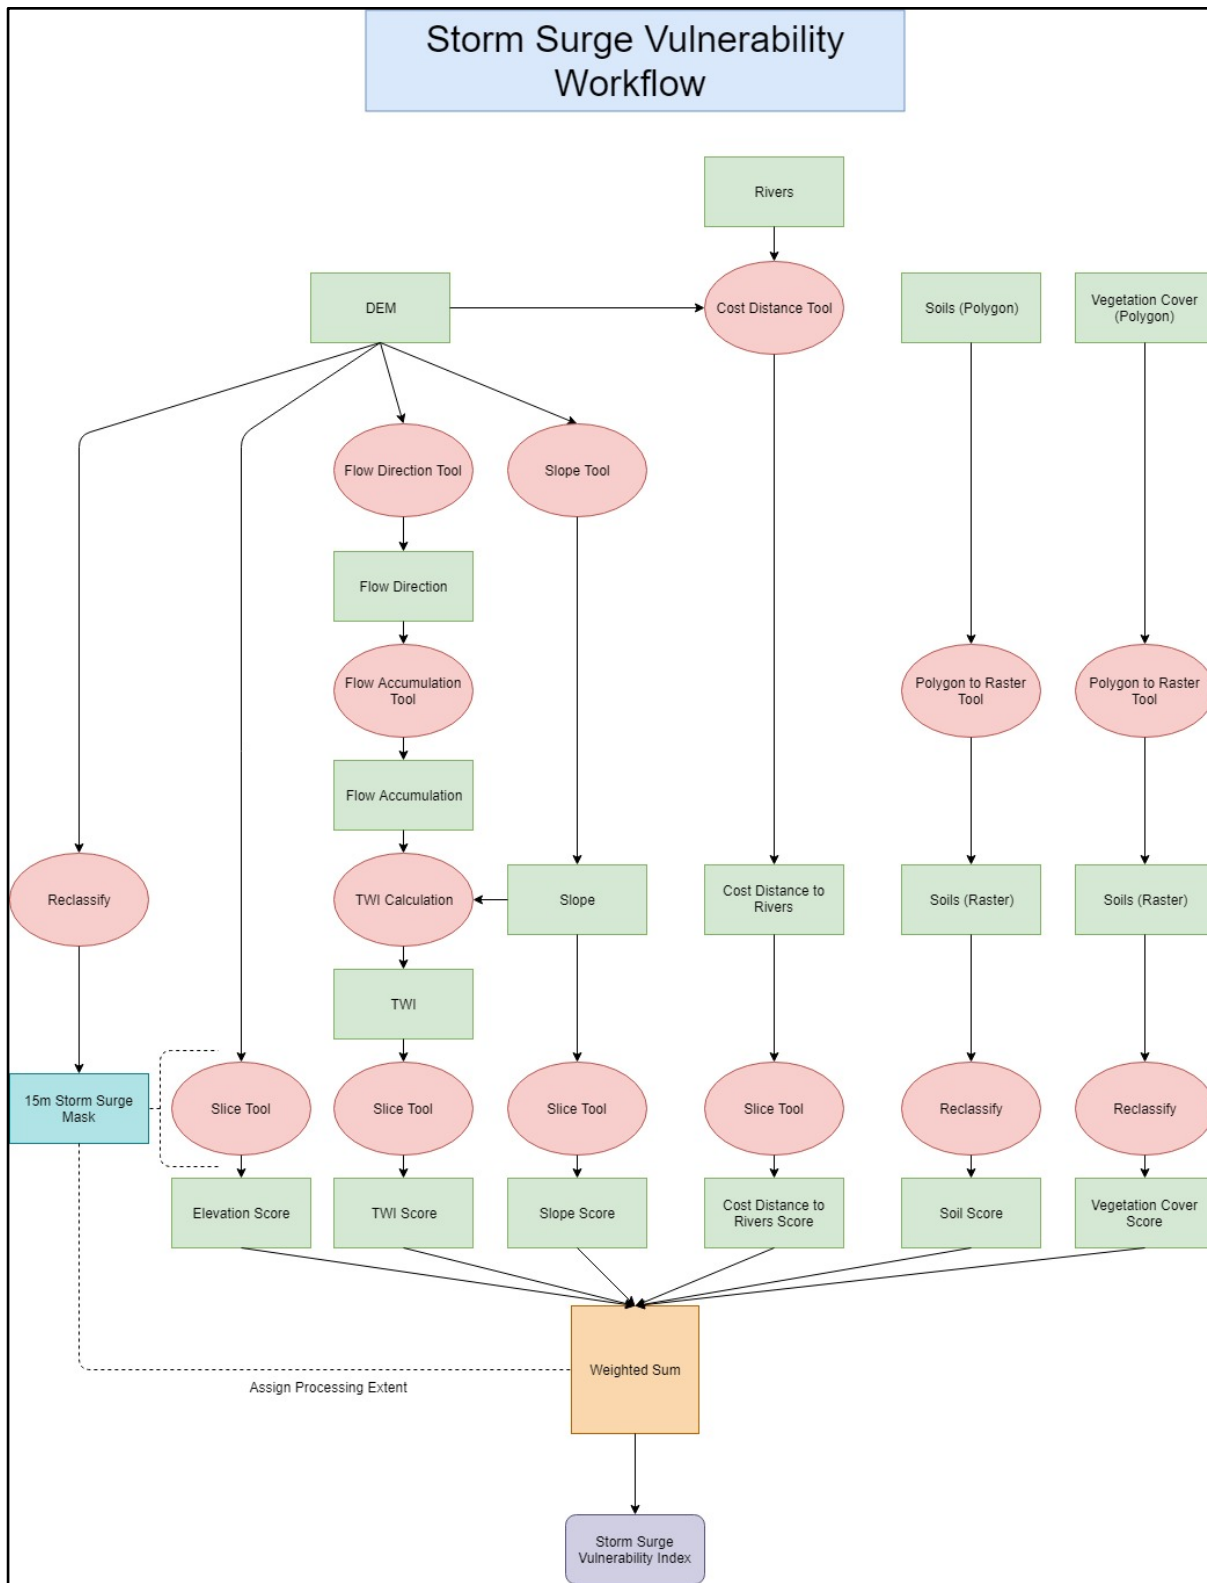 Storm Surge Vulnerability
Workflow
Rivers
DEM
Cost Distance Tool
Soils (Polygon)
Vegetation Cover
(Polygon)
Flow Direction Tool
Slope Tool
Flow Direction
Flow Accumulation
Tool
Polygon to Raster
Tool
Polygon to Raster
Tool
Flow Accumulation
Reclassify
TWI Calculation
Slope
Cost Distance to
Rivers
Soils (Raster)
Soils (Raster)
TWI
15m Storm Surge
Mask
Slice Tool
Slice Tool
Slice Tool
Slice Tool
Reclassify
Reclassify
Elevation Score
TWI Score
Slope Score
Cost Distance to
Rivers Score
Soil Score
Vegetation Cover
Score
Weighted Sum
Assign Processing Extent
Storm Surge
Vulnerability Index